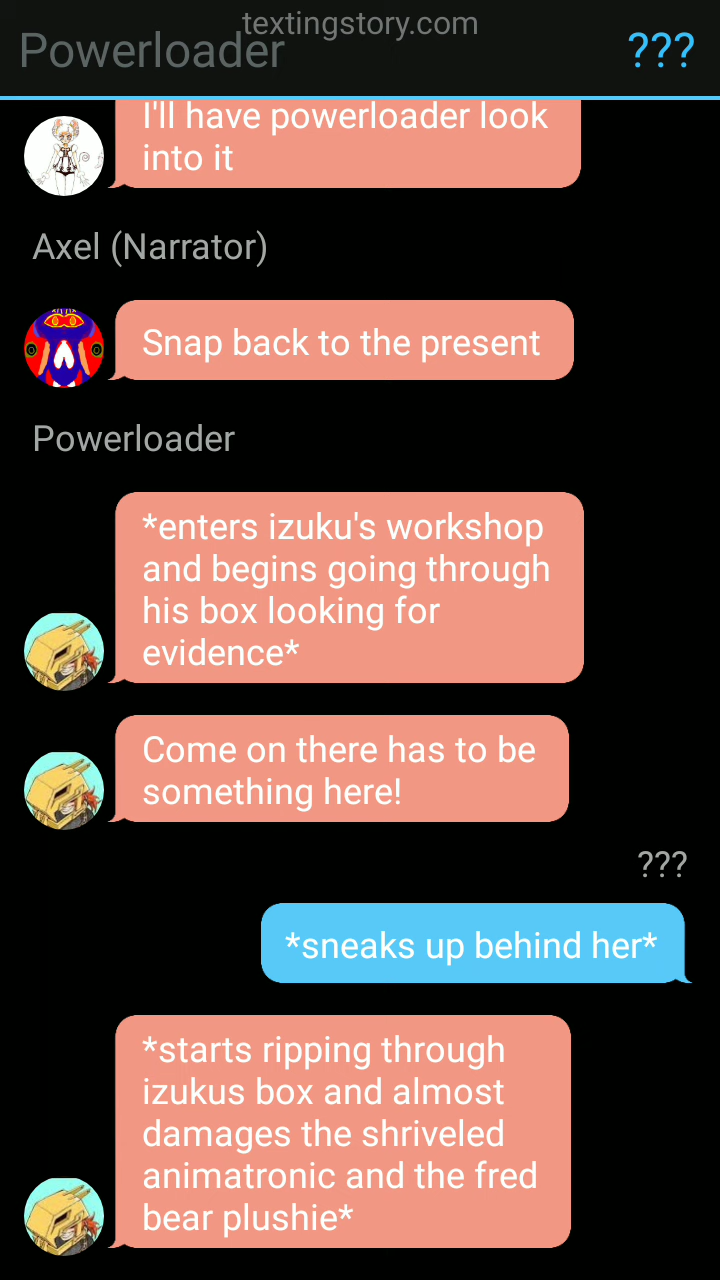 textingstory.com
Powerloader
???
I'll have powerloader look
into it
Axel (Narrator)
Snap back to the present
Powerloader
*enters izuku's workshop
and begins going through
his box looking for
evidence*
Come on there has to be
something here!
???
*sneaks up behind her*
*starts ripping through
izukus box and almost
damages the shriveled
animatronic and the fred
bear plushie*